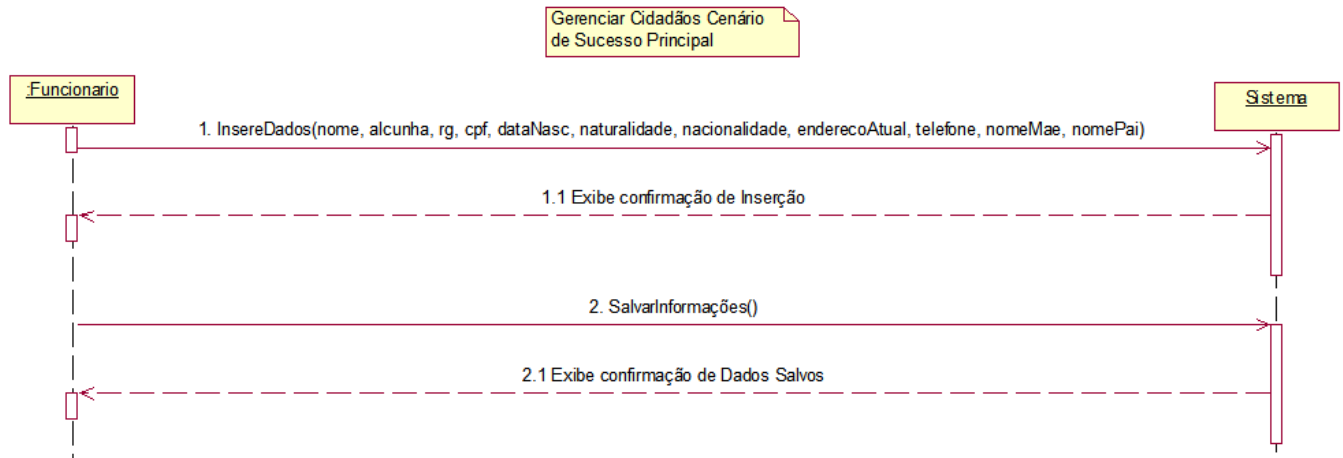 Gerenciar Cidadãos Cenário
de Sucesso Principal
:Funcionario
Sistema
1. InsereDados(nome, alcunha, rg, cpf, dataNasc, naturalidade, nacionalidade, enderecoAtual, telefone, nomeMae, nomePai)
1.1 Exibe confirmação de Inserção
2. SalvarInformações()
2.1 Exibe confirmação de Dados Salvos